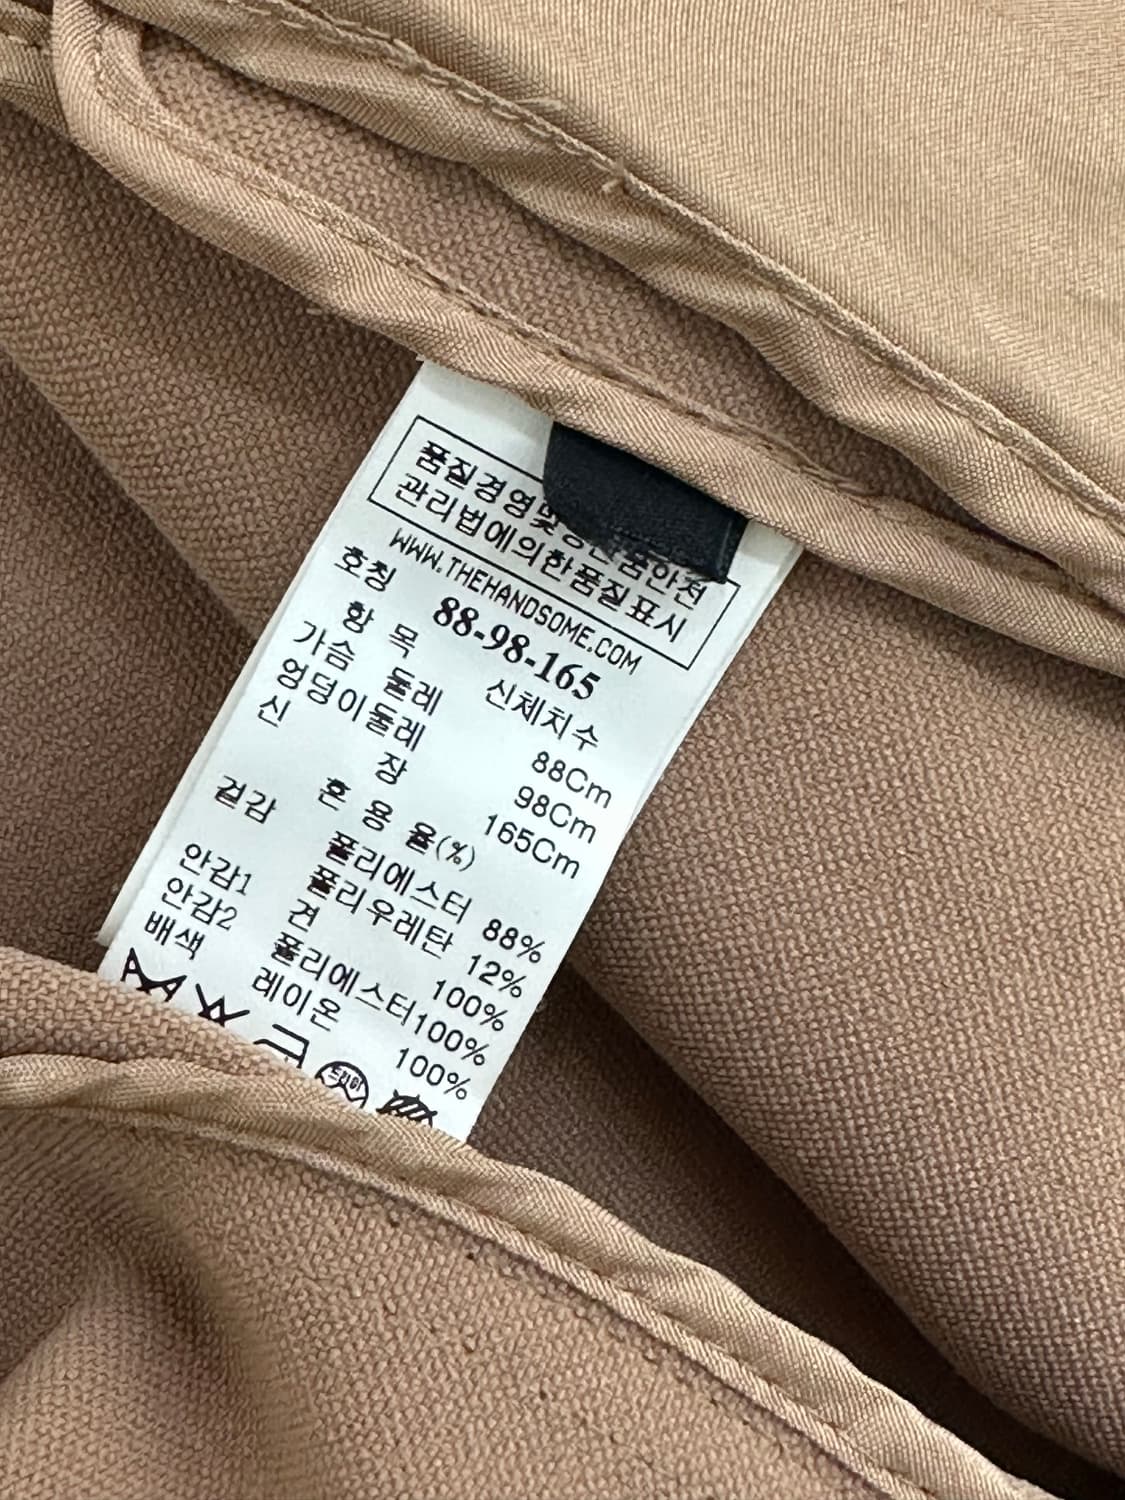 품질경영및공산품안전
관리법에의한품질표시
WWW.THEHANDSOME.COM
호칭 88-98-165
항 목 신체치수
가슴 둘레 88Cm
엉덩이둘레 98Cm
신 장 165Cm
혼 용 율(%)
겉감 폴리에스터 88%
폴리우레탄 12%
안감1 견 100%
안감2 폴리에스터100%
배색 레이온 100%
드라이